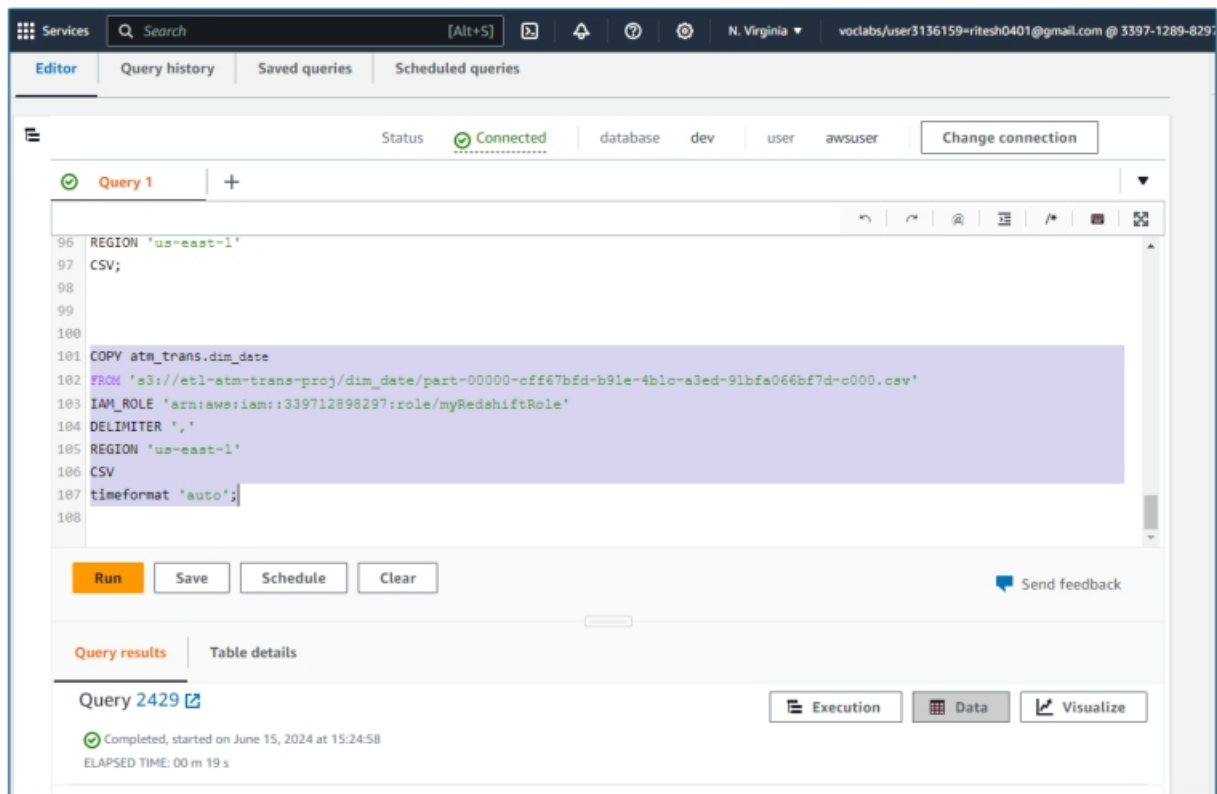 Services Search [Alt+S] N. Virginia ▼ voclabs/user3136159=ritesh0401@gmail.com @ 3397-1289-8297
Editor Query history Saved queries Scheduled queries
Status Connected database dev user awsuser Change connection
Query 1 +
/*
96 REGION 'us-east-1'
97 CSV;
98
99
100
101 COPY atm_trans.dim_date
102 FROM 's3://etl-atm-trans-proj/dim_date/part-00000-cff67bfd-b91e-4b1c-a3ed-91bfa066bf7d-c000.csv'
103 IAM_ROLE 'arn:aws:iam::339712898297:role/myRedshiftRole'
104 DELIMITER ','
105 REGION 'us-east-1'
106 CSV
107 timeformat 'auto';
108
Run Save Schedule Clear Send feedback
Query results Table details
Query 2429 Execution Data Visualize
Completed, started on June 15, 2024 at 15:24:58
ELAPSED TIME: 00 m 19 s